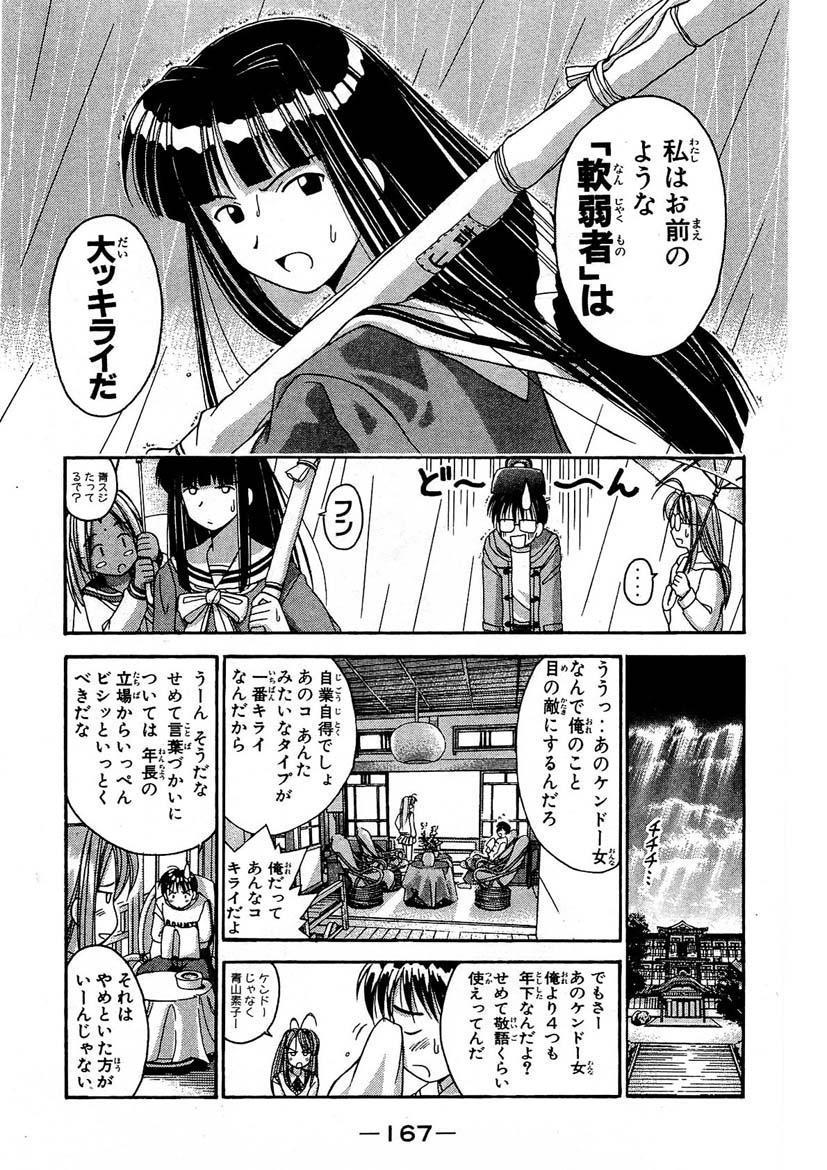 私はお前の
ような
「軟弱者」は
大ッキライだ
ど〜〜ん
‥‥
フン
青スジ
たって
るで?
チチチ…
ううっ‥あのケンドー女
なんで俺のこと
目の敵にするんだろ
自業自得でしょ
あのコ あんた
みたいなタイプが
一番キライ
なんだから
俺だって
あんなコ
キライだよ
でもさー
あのケンドー女
俺より4つも
年下なんだよ?
せめて敬語くらい
使えってんだ
ケンドー
じゃなく
青山素子ー
うーん そうだな
せめて言葉づかいに
ついては 年長の
立場からいっぺん
ビシッといっとく
べきだな
それは
やめといた方が
いーんじゃない
—167—